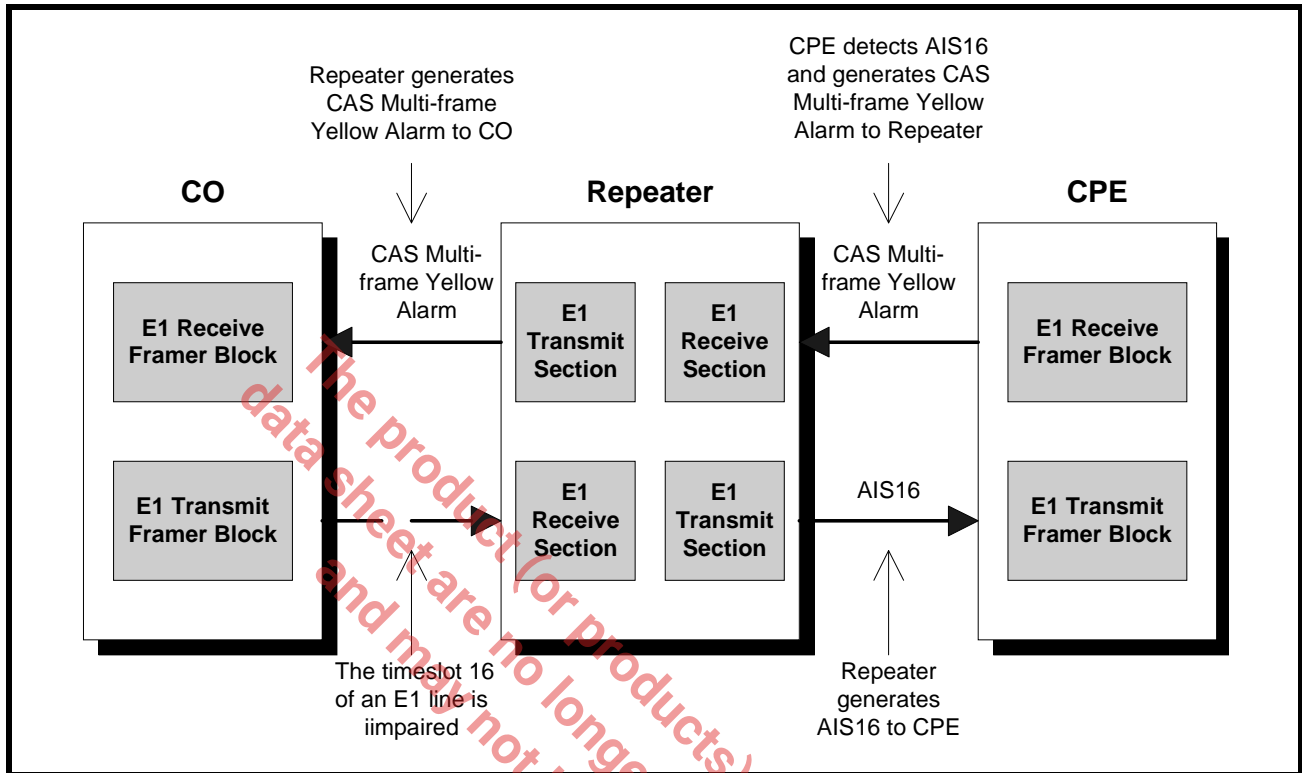 Repeater generates
CAS Multi-frame
Yellow Alarm to CO
CPE detects AIS16
and generates CAS
Multi-frame Yellow
Alarm to Repeater
CO
Repeater
CPE
CAS Multi-
frame Yellow
Alarm
CAS Multi-
frame Yellow
Alarm
E1 Receive
Framer Block
E1
Transmit
Section
E1
Receive
Section
E1 Receive
Framer Block
E1 Transmit
Framer Block
E1
Receive
Section
E1
Transmit
Section
AIS16
E1 Transmit
Framer Block
The timeslot 16
of an E1 line is
iimpaired
Repeater
generates
AIS16 to CPE
The product (or products)
data sheet are no longe
and may not